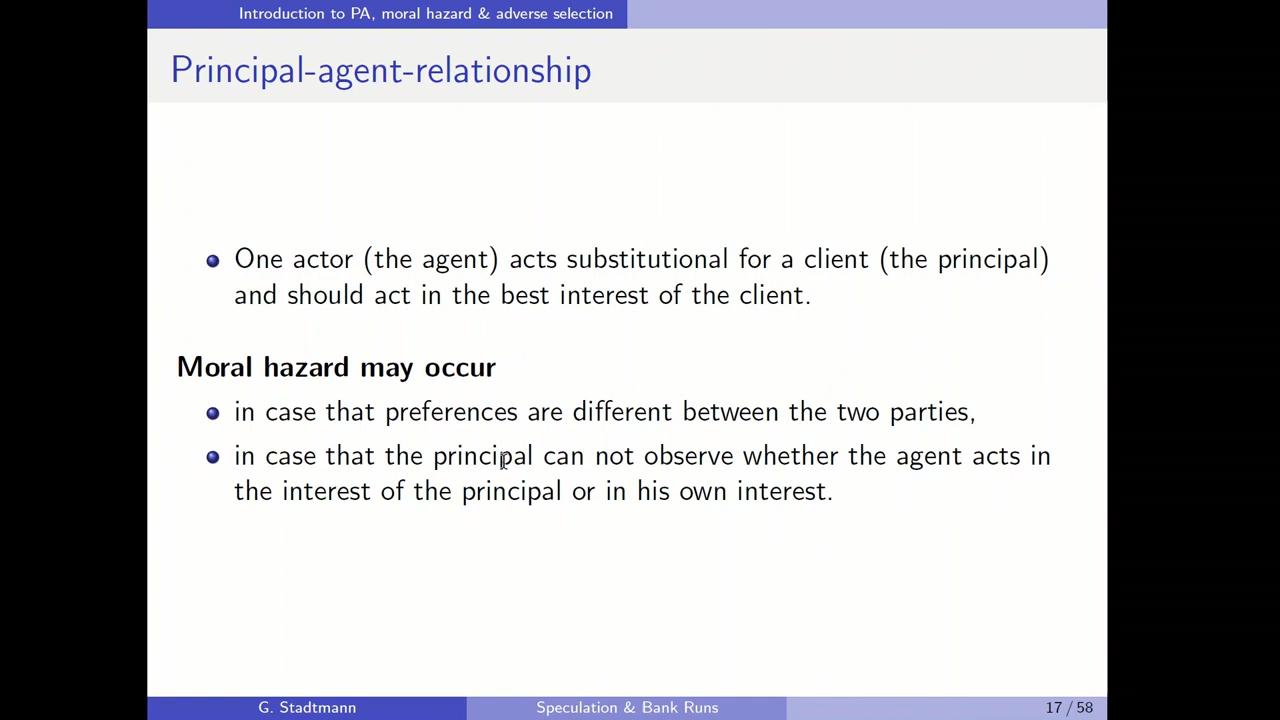 Introduction to PA, moral hazard & adverse selection
Principal-agent-relationship
One actor (the agent) acts substitutional for a client (the principal)
and should act in the best interest of the client.
Moral hazard may occur
in case that preferences are different between the two parties,
in case that the principal can not observe whether the agent acts in
the interest of the principal or in his own interest.
G. Stadtmann
Speculation & Bank Runs
17 / 58